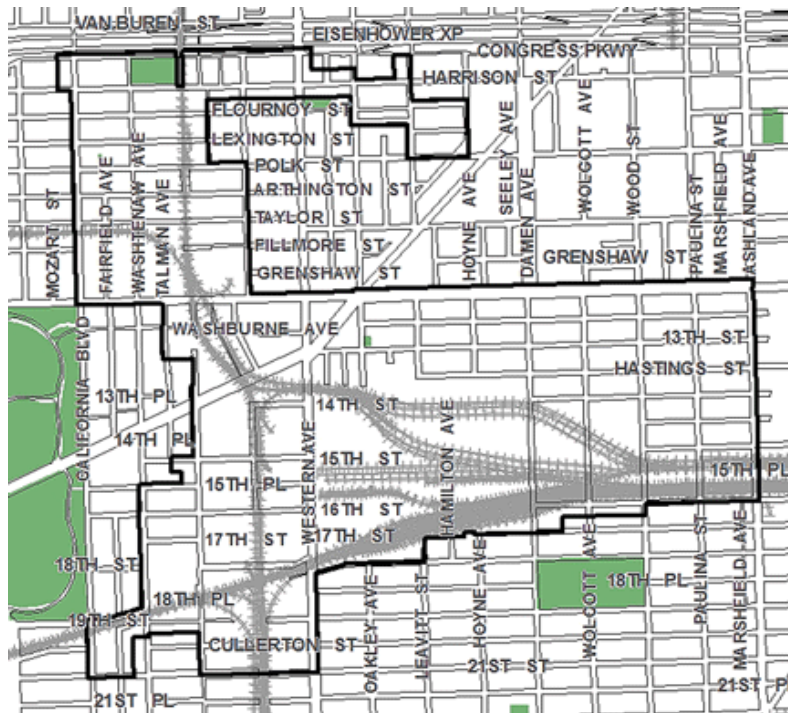 VAN BUREN ST
EISENHOWER XP
CONGRESS PKWY
HARRISON ST
FLOURNOY ST
LEXINGTON ST
POLK ST
ARTHINGTON ST
TAYLOR ST
FILLMORE ST
GRENSHAW ST
GRENSHAW ST
MOZART ST
FAIRFIELD AVE
WASHTENAW AVE
TALMAN AVE
HOYNE AVE
SEELEY AVE
DAMEN AVE
WOLCOTT AVE
WOOD ST
PAULINA ST
MARSHFIELD AVE
ASHLAND AVE
WASHBURNE AVE
13TH ST
HASTINGS ST
CALIFORNIA BLVD
13TH PL
14TH PL
14TH ST
WESTERN AVE
HAMILTON AVE
15TH ST
15TH PL
15TH PL
16TH ST
17TH ST
17TH ST
18TH ST
18TH PL
18TH PL
19TH ST
CULLERTON ST
OAKLEY AVE
LEAVITT ST
HOYNE AVE
WOLCOTT AVE
PAULINA ST
MARSHFIELD AVE
21ST ST
21ST PL
21ST P